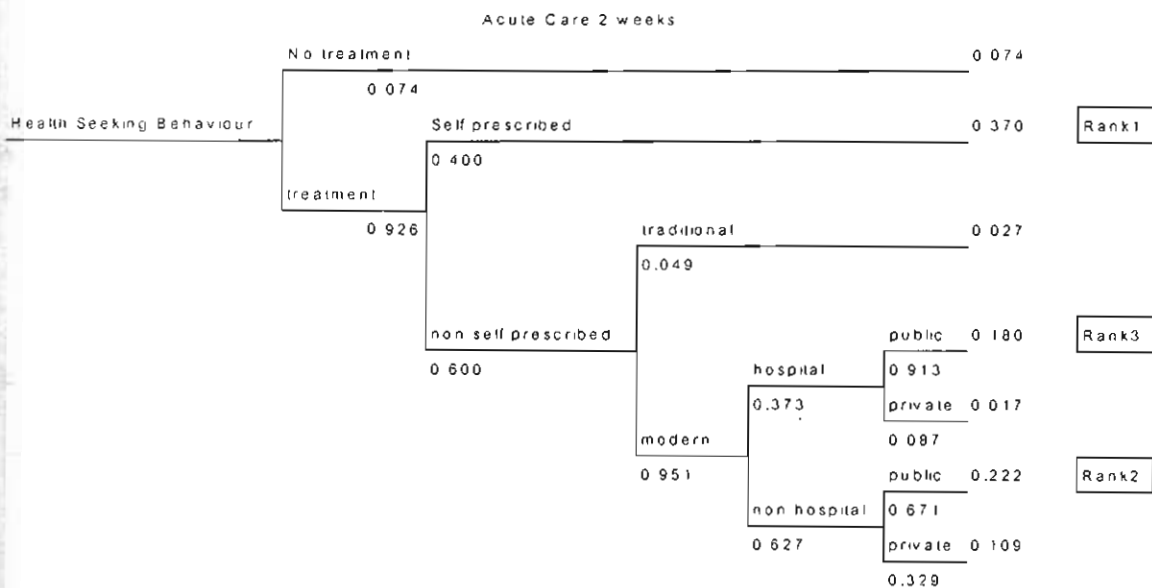 Acute Care 2 weeks
No treatment 0 074
0 074
Health Seeking Behaviour
Self prescribed 0 370 Rank1
0 400
treatment
0 926
traditional 0 027
0.049
non self prescribed
0 600
public 0 180 Rank3
hospital 0 913
0.373 private 0 017
0 087
modern
0 951
public 0.222 Rank2
non hospital 0 671
0 627 private 0 109
0.329